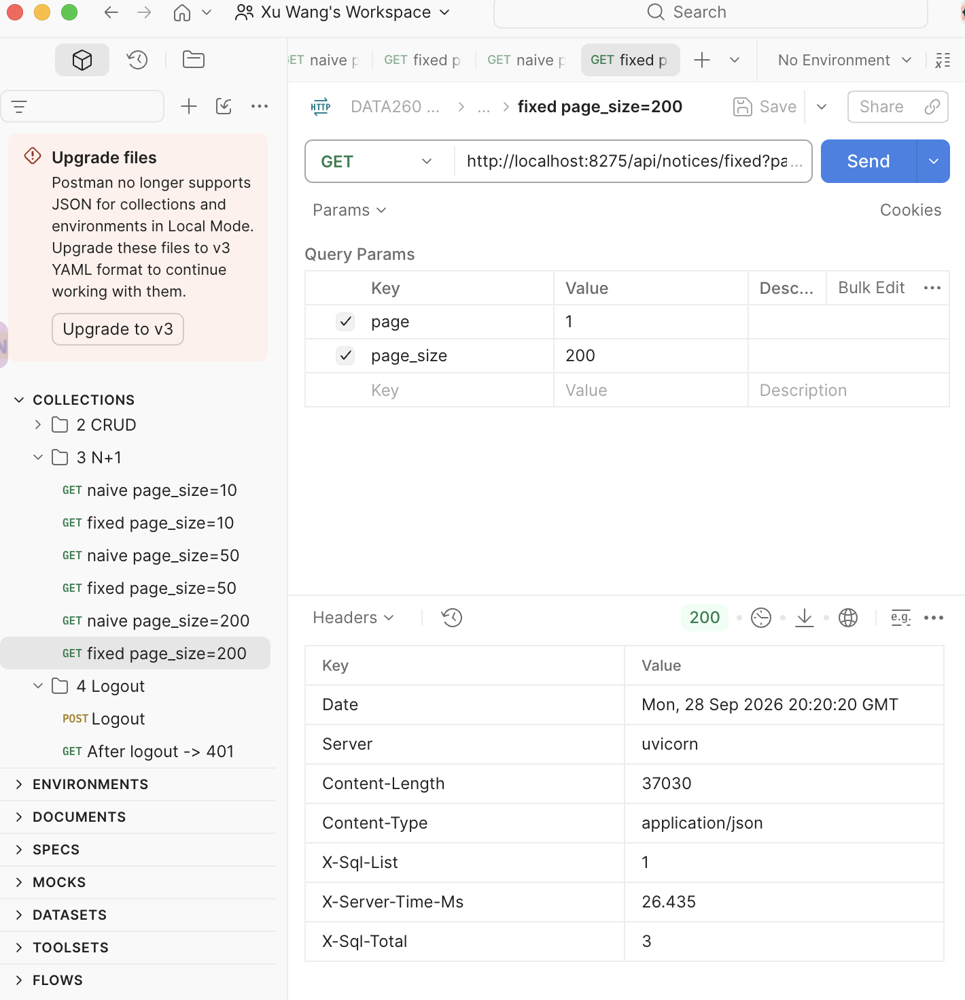 Xu Wang's Workspace
Search
GET naive p
GET fixed p
GET naive p
GET fixed p
No Environment
HTTP
DATA260 ...
...
fixed page_size=200
Save
Share
Upgrade files
Postman no longer supports
JSON for collections and
environments in Local Mode.
Upgrade these files to v3
YAML format to continue
working with them.
Upgrade to v3
COLLECTIONS
2 CRUD
3 N+1
GET naive page_size=10
GET fixed page_size=10
GET naive page_size=50
GET fixed page_size=50
GET naive page_size=200
GET fixed page_size=200
4 Logout
POST Logout
GET After logout -> 401
ENVIRONMENTS
DOCUMENTS
SPECS
MOCKS
DATASETS
TOOLSETS
FLOWS
GET
http://localhost:8275/api/notices/fixed?pa...
Send
Params
Cookies
Query Params
Key Value Desc... Bulk Edit
page 1
page_size 200
Key Value Description
Headers
200
e.g.
Key Value
Date Mon, 28 Sep 2026 20:20:20 GMT
Server uvicorn
Content-Length 37030
Content-Type application/json
X-Sql-List 1
X-Server-Time-Ms 26.435
X-Sql-Total 3